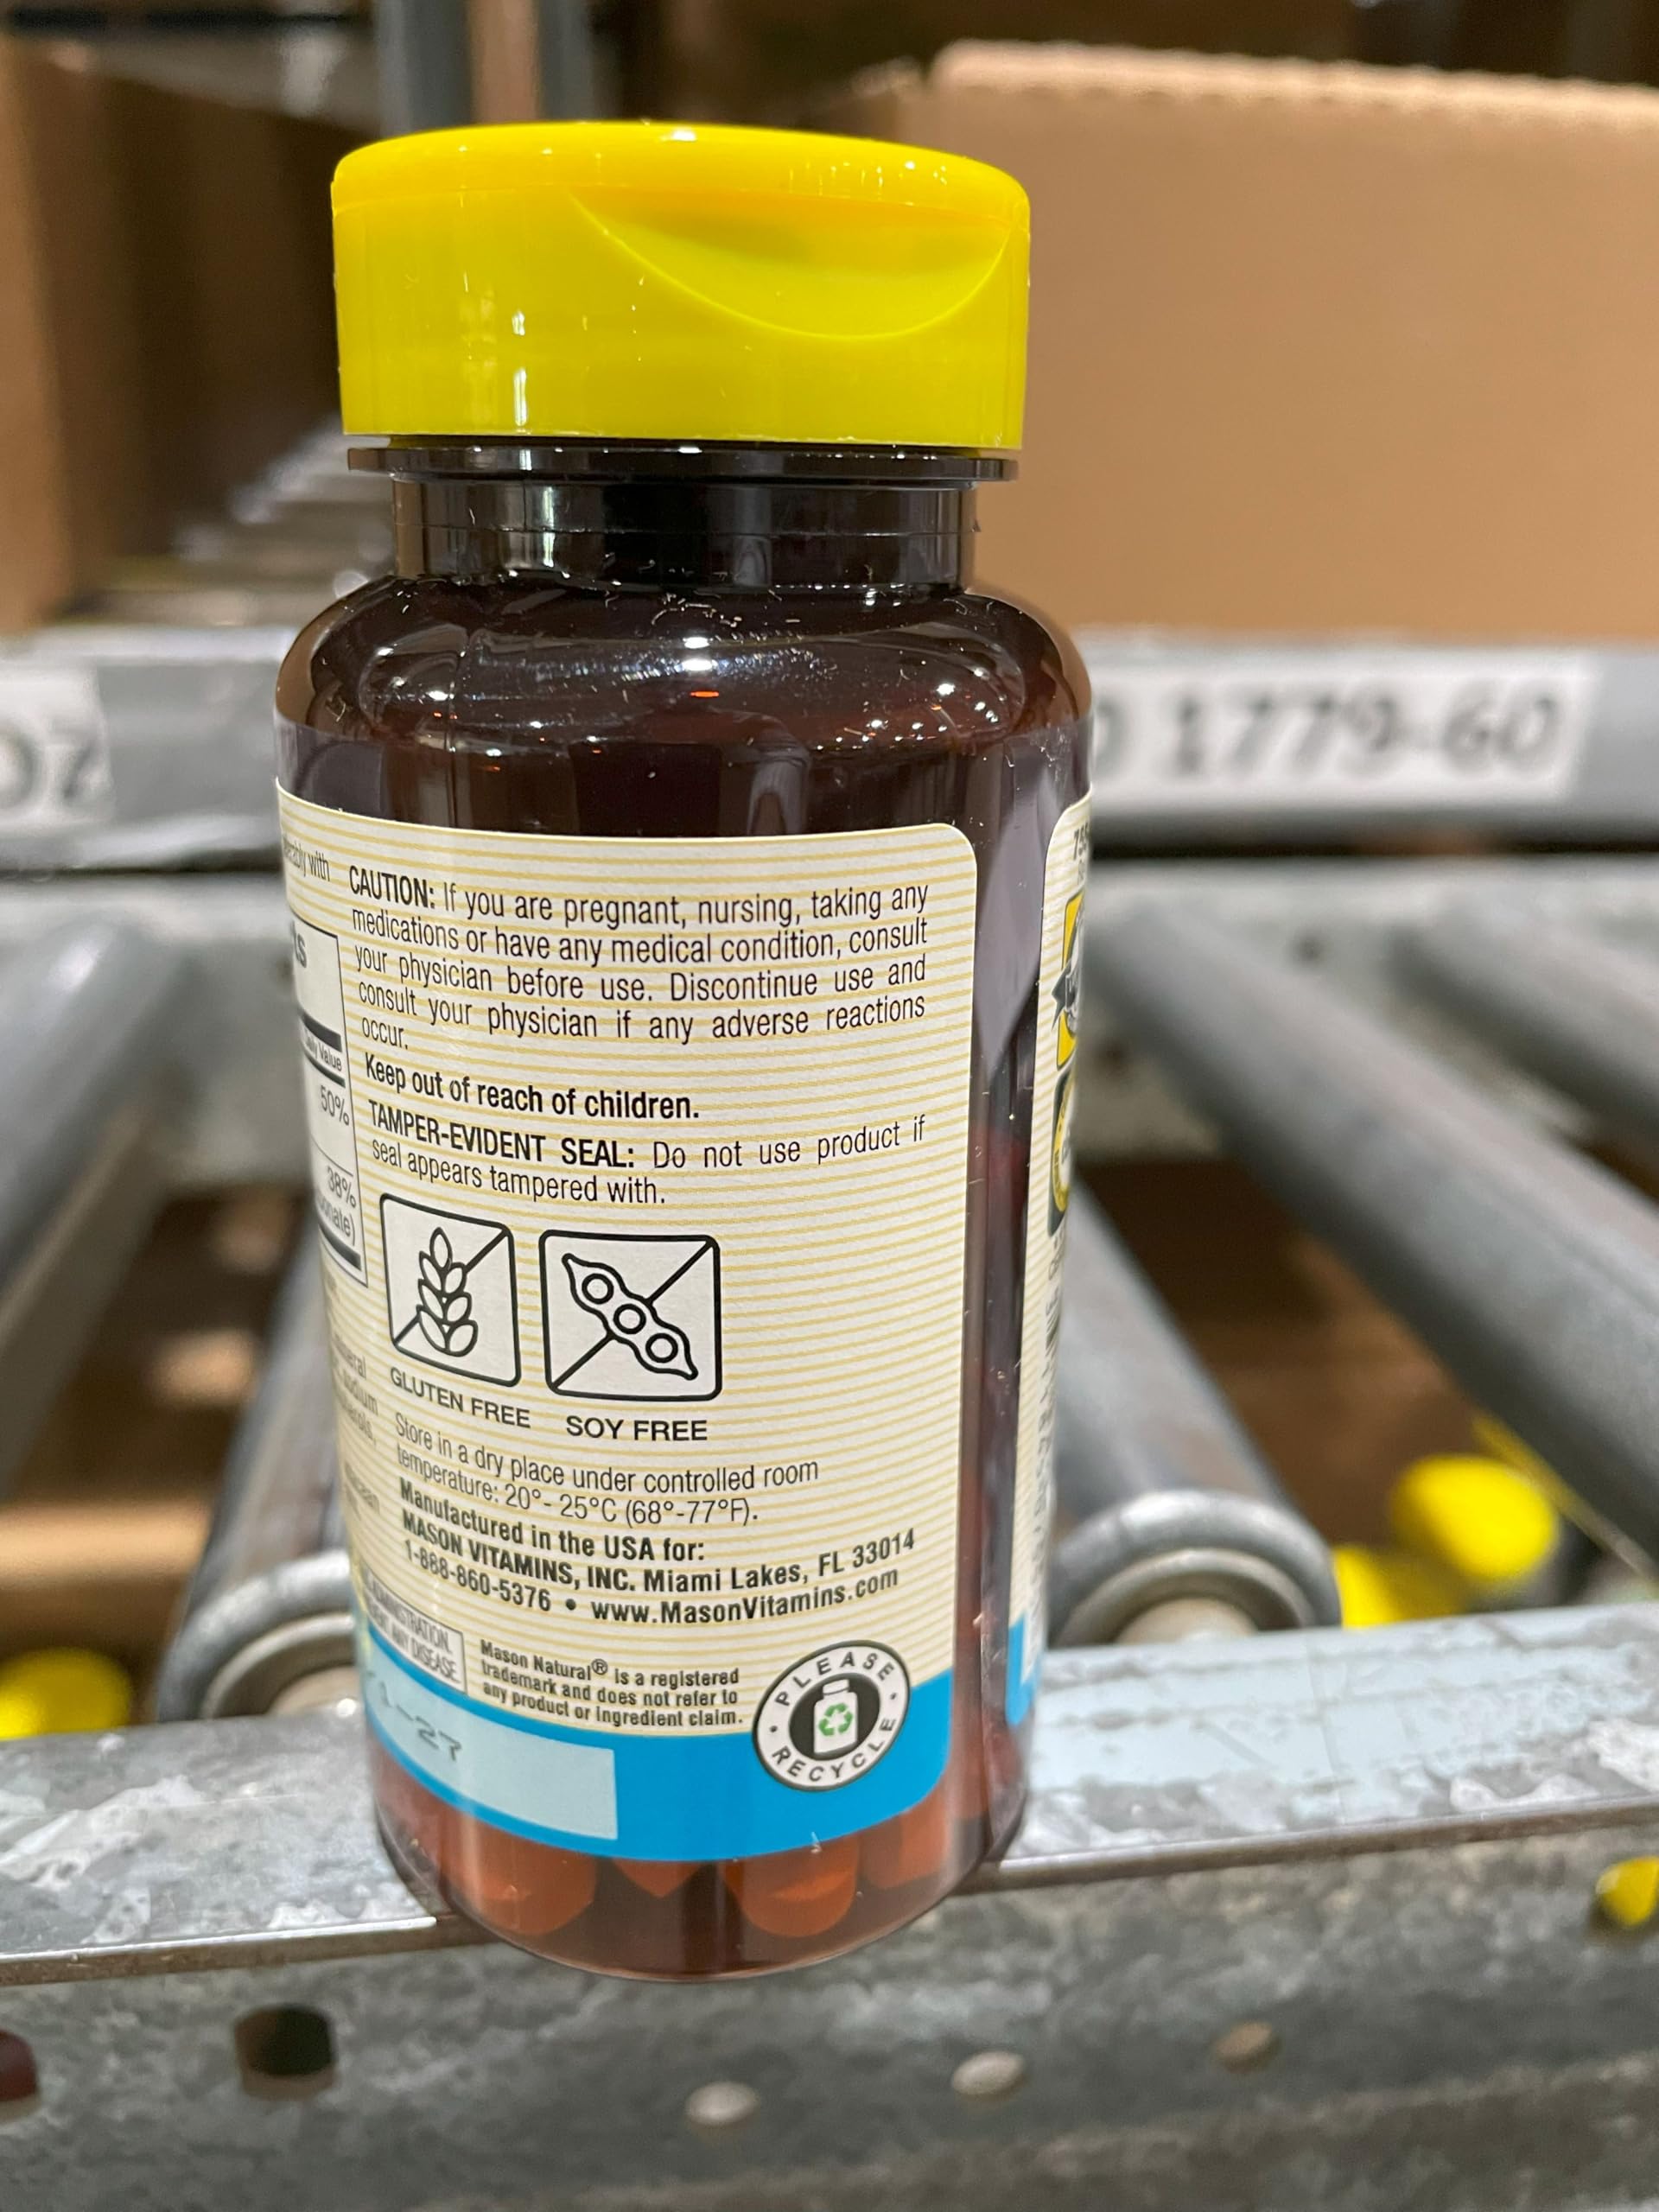 1779-60
with
CAUTION: If you are pregnant, nursing, taking any
medications or have any medical condition, consult
your physician before use. Discontinue use and
consult your physician if any adverse reactions
occur.
Keep out of reach of children.
TAMPER-EVIDENT SEAL: Do not use product if
seal appears tampered with.
Value
50%
38%
GLUTEN FREE
SOY FREE
Store in a dry place under controlled room
temperature: 20°- 25°C (68°-77°F).
Manufactured in the USA for:
MASON VITAMINS, INC. Miami Lakes, FL 33014
1-888-860-5376 • www.MasonVitamins.com
ANY DISEASE
Mason Natural® is a registered
trademark and does not refer to
any product or ingredient claim.
PLEASE
RECYCLE
-27